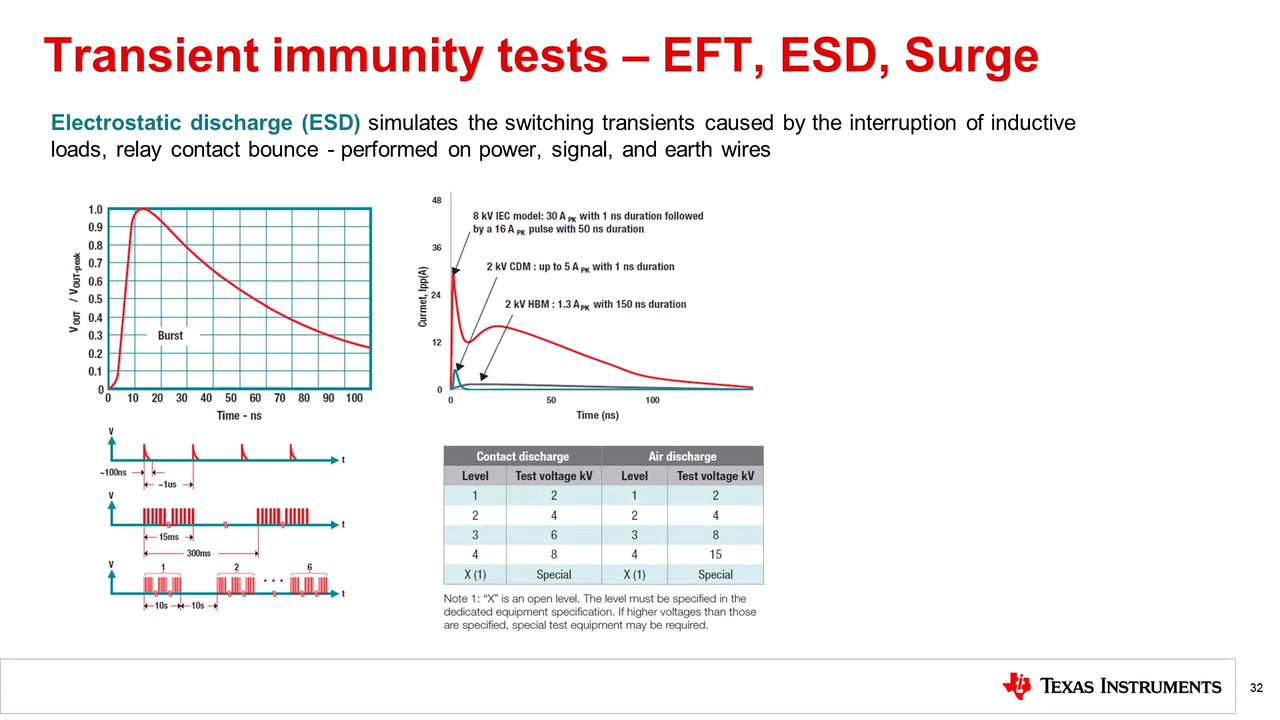 Transient immunity tests – EFT, ESD, Surge
Electrostatic discharge (ESD) simulates the switching transients caused by the interruption of inductive
loads, relay contact bounce - performed on power, signal, and earth wires
1.0
0.9
0.8
0.7
0.6
0.5
0.4
0.3
0.2
0.1
0
V OUT / V OUT-peak
Burst
0 10 20 30 40 50 60 70 80 90 100
Time - ns
48
36
24
12
0
Currnet, Ipp(A)
8 kV IEC model: 30 A PK with 1 ns duration followed
by a 16 A PK pulse with 50 ns duration
2 kV CDM : up to 5 A PK with 1 ns duration
2 kV HBM : 1.3 A PK with 150 ns duration
0 50 100
Time (ns)
V
t
~100ns
~1us
V
t
15ms
300ms
V
1 2 6
t
10s 10s
Contact discharge Air discharge
Level Test voltage kV Level Test voltage kV
1 2 1 2
2 4 2 4
3 6 3 8
4 8 4 15
X (1) Special X (1) Special
Note 1: “X” is an open level. The level must be specified in the
dedicated equipment specification. If higher voltages than those
are specified, special test equipment may be required.
TEXAS INSTRUMENTS
32